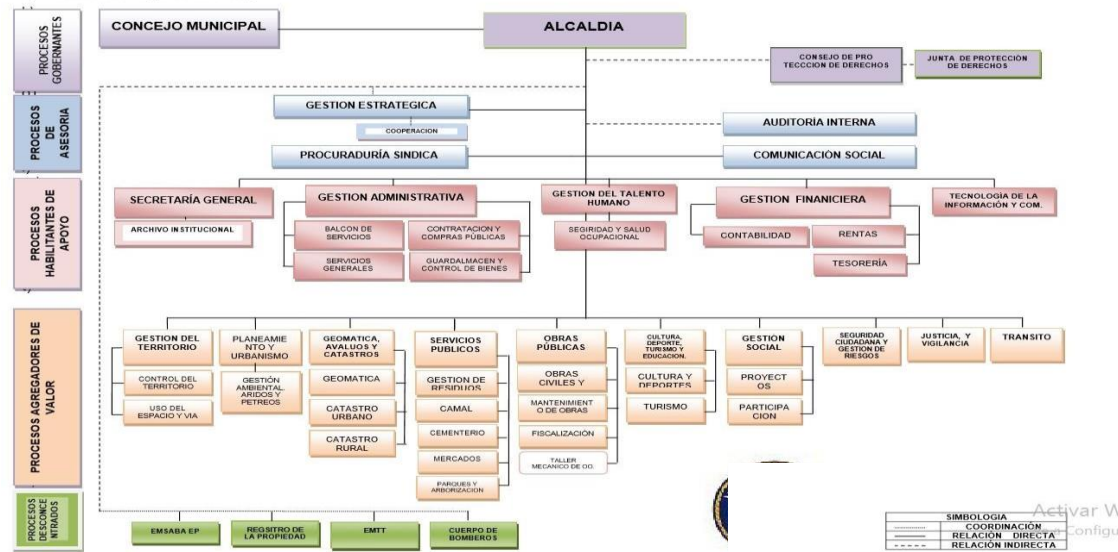 PROCESOS
GOBERNANTES
CONCEJO MUNICIPAL
ALCALDIA
CONSEJO DE PRO
TECCCION DE DERECHOS
JUNTA DE PROTECCIÓN
DE DERECHOS
PROCESOS
DE
ASESORIA
GESTION ESTRATEGICA
COOPERACION
AUDITORÍA INTERNA
PROCURADURÍA SINDICA
COMUNICACIÓN SOCIAL
PROCESOS
HABILITANTES DE
APOYO
SECRETARÍA GENERAL
ARCHIVO INSTITUCIONAL
GESTION ADMINISTRATIVA
BALCON DE
SERVICIOS
CONTRATACION Y
COMPRAS PÚBLICAS
SERVICIOS
GENERALES
GUARDALMACEN Y
CONTROL DE BIENES
GESTION DEL TALENTO
HUMANO
SEGIRIDAD Y SALUD
OCUPACIONAL
GESTION FINANCIERA
CONTABILIDAD
RENTAS
TESORERÍA
TECNOLOGÌA DE LA
INFORMACIÓN Y COM.
PROCESOS AGREGADORES DE
VALOR
GESTION DEL
TERRITORIO
CONTROL DEL
TERRITORIO
USO DEL
ESPACIO Y VIA
PLANEAMIE
NTO Y
URBANISMO
GESTIÓN
AMBIENTAL.
ARIDOS Y
PETREOS
GEOMATICA,
AVALUOS Y
CATASTROS
GEOMATICA
CATASTRO
URBANO
CATASTRO
RURAL
SERVICIOS
PUBLICOS
GESTION DE
RESIDUOS
CAMAL
CEMENTERIO
MERCADOS
PARQUES Y
ARBORIZACION
OBRAS
PÚBLICAS
OBRAS
CIVILES Y
MANTENIMIENT
O DE OBRAS
FISCALIZACIÓN
TALLER
MECANICO DE OO.
CULTURA,
DEPORTE,
TURISMO Y
EDUCACION.
CULTURA Y
DEPORTES
TURISMO
GESTIÓN
SOCIAL
PROYECT
OS
PARTICIPA
CION
SEGURIDAD
CIUDADANA Y
GESTIÓN DE
RIESGOS
JUSTICIA, Y
VIGILANCIA
TRANSITO
PROCESOS
DESCONCE
NTRADOS
EMSABA EP
REGSITRO DE
LA PROPIEDAD
EMTT
CUERPO DE
BOMBEROS
SIMBOLOGIA
COORDINACIÓN
RELACIÓN DIRECTA
RELACIÓN INDIRECTA
Activar W
a Configu